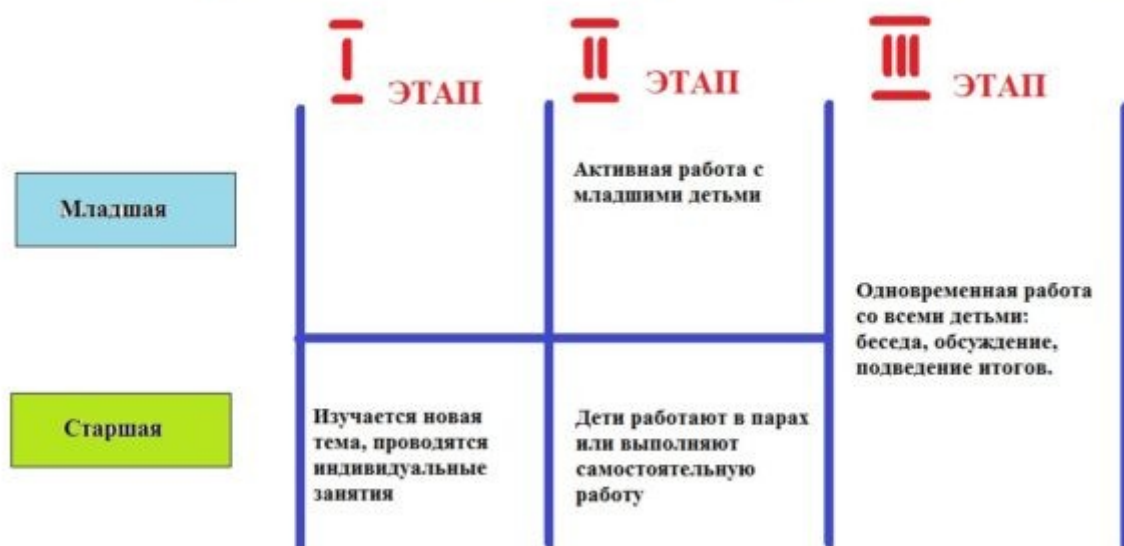 I ЭТАП
II ЭТАП
III ЭТАП
Младшая
Активная работа с
младшими детьми
Одновременная работа
со всеми детьми:
беседа, обсуждение,
подведение итогов.
Старшая
Изучается новая
тема, проводятся
индивидуальные
занятия
Дети работают в парах
или выполняют
самостоятельную
работу